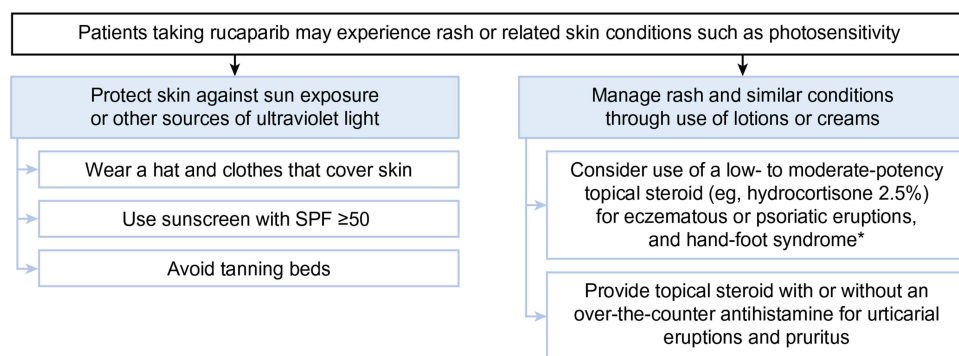 Patients taking rucaparib may experience rash or related skin conditions such as photosensitivity
Protect skin against sun exposure
or other sources of ultraviolet light
Wear a hat and clothes that cover skin
Use sunscreen with SPF ≥50
Avoid tanning beds
Manage rash and similar conditions
through use of lotions or creams
Consider use of a low- to moderate-potency
topical steroid (eg, hydrocortisone 2.5%)
for eczematous or psoriatic eruptions,
and hand-foot syndrome*
Provide topical steroid with or without an
over-the-counter antihistamine for urticarial
eruptions and pruritus